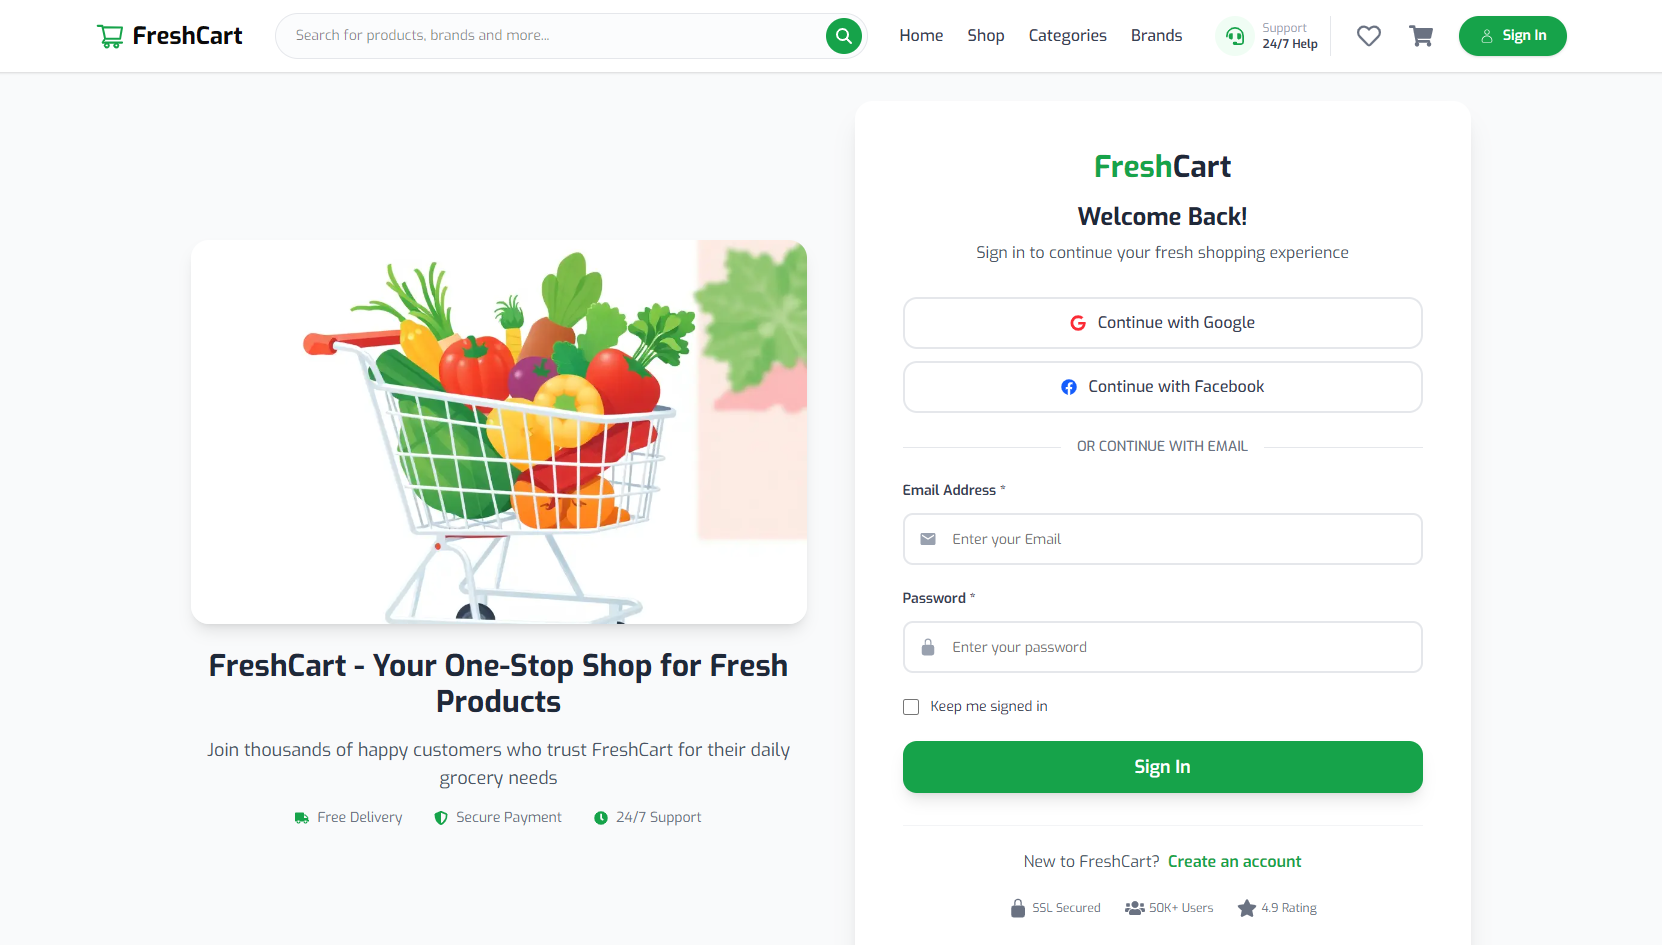 FreshCart
Search for products, brands and more...
Home
Shop
Categories
Brands
Support
24/7 Help
Sign In
FreshCart - Your One-Stop Shop for Fresh
Products
Join thousands of happy customers who trust FreshCart for their daily
grocery needs
Free Delivery
Secure Payment
24/7 Support
FreshCart
Welcome Back!
Sign in to continue your fresh shopping experience
Continue with Google
Continue with Facebook
OR CONTINUE WITH EMAIL
Email Address *
Enter your Email
Password *
Enter your password
Keep me signed in
Sign In
New to FreshCart? Create an account
SSL Secured
50K+ Users
4.9 Rating